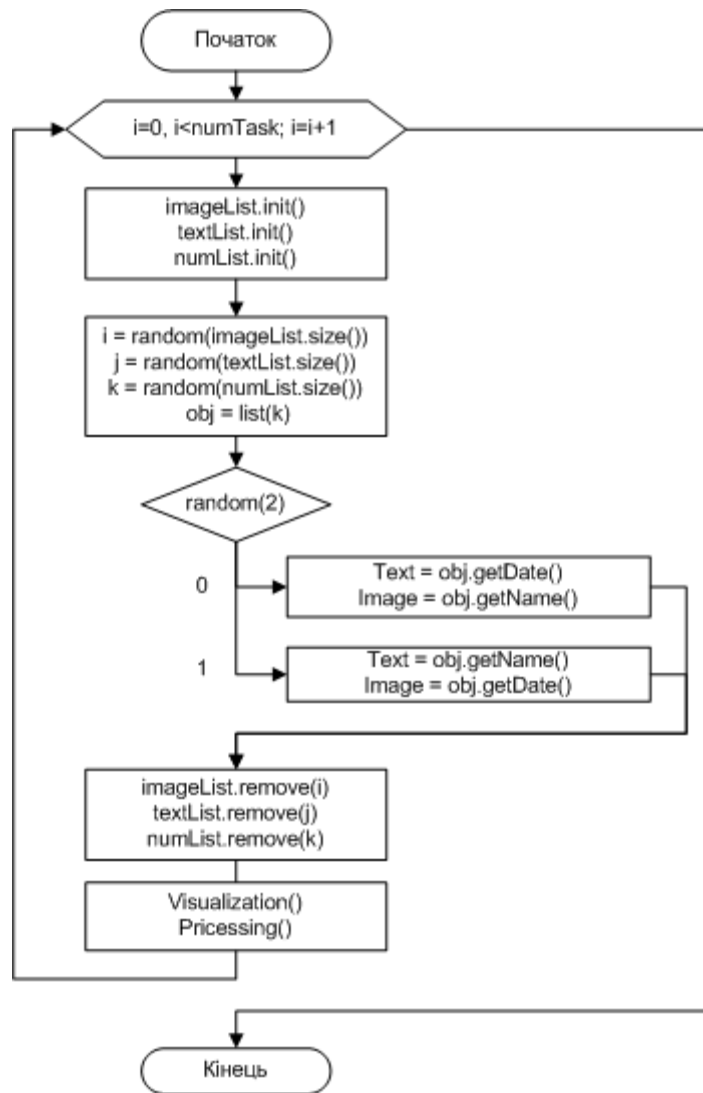 Початок
i=0, i<numTask; i=i+1
imageList.init()
textList.init()
numList.init()
i = random(imageList.size())
j = random(textList.size())
k = random(numList.size())
obj = list(k)
random(2)
0
Text = obj.getDate()
Image = obj.getName()
1
Text = obj.getName()
Image = obj.getDate()
imageList.remove(i)
textList.remove(j)
numList.remove(k)
Visualization()
Pricessing()
Кінець